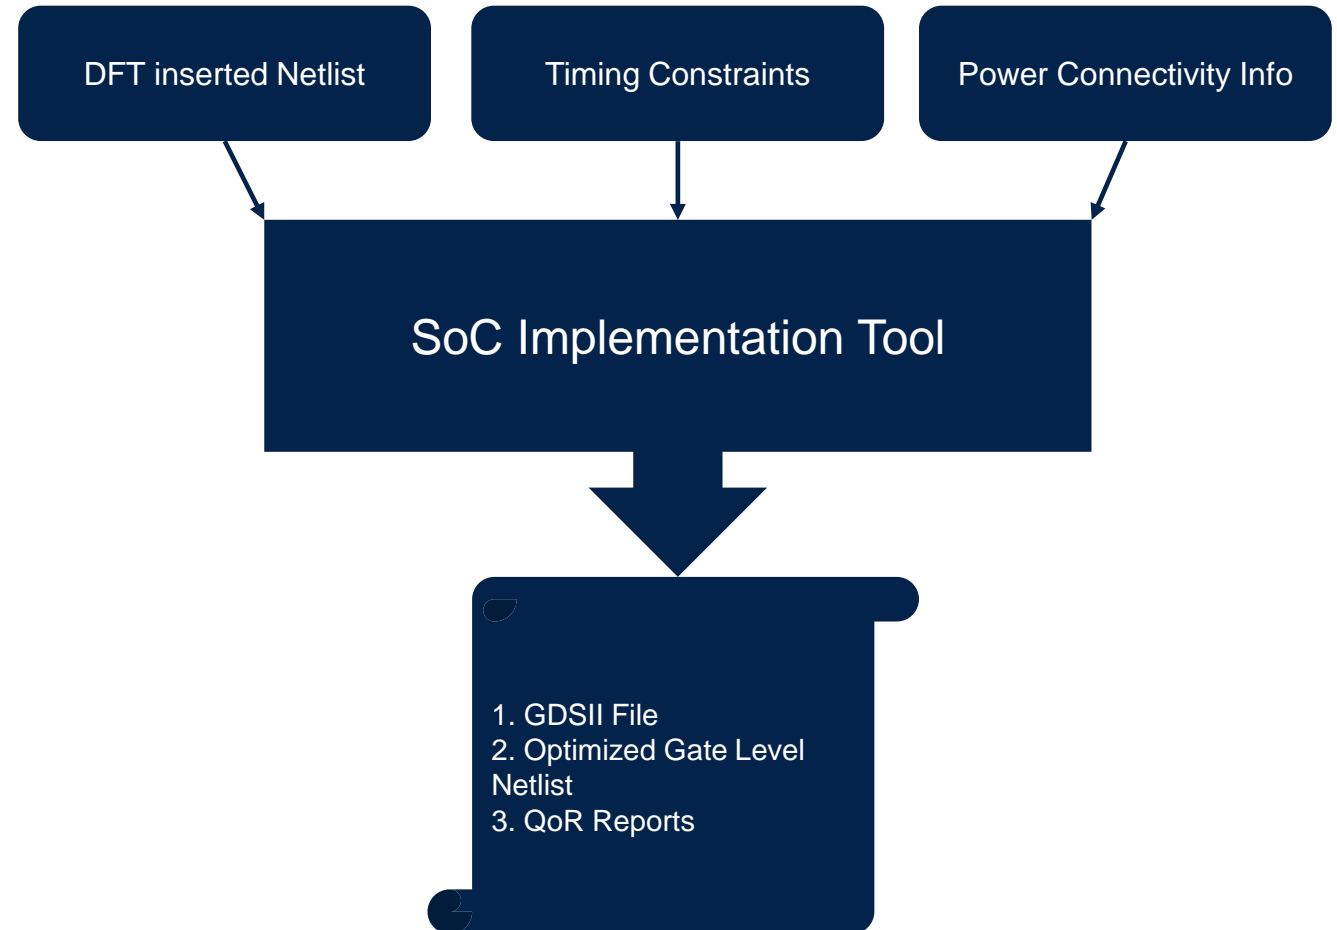 DFT inserted Netlist
Timing Constraints
Power Connectivity Info
SoC Implementation Tool
1. GDSII File
2. Optimized Gate Level
Netlist
3. QoR Reports